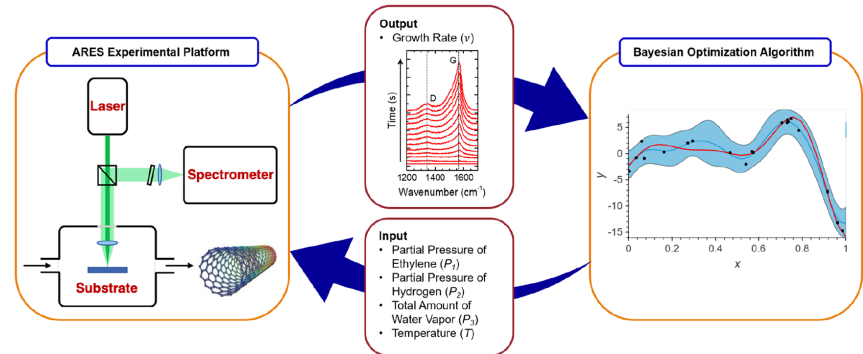 ARES Experimental Platform
Laser
Spectrometer
Substrate
Output
• Growth Rate (ν)
G
D
Time (s)
1200 1400 1600
Wavenumber (cm⁻¹)
Input
• Partial Pressure of
Ethylene (P₁)
• Partial Pressure of
Hydrogen (P₂)
• Total Amount of
Water Vapor (P₃)
• Temperature (T)
Bayesian Optimization Algorithm
5
0
-5
-10
-15
y
0 0.2 0.4 0.6 0.8 1
x